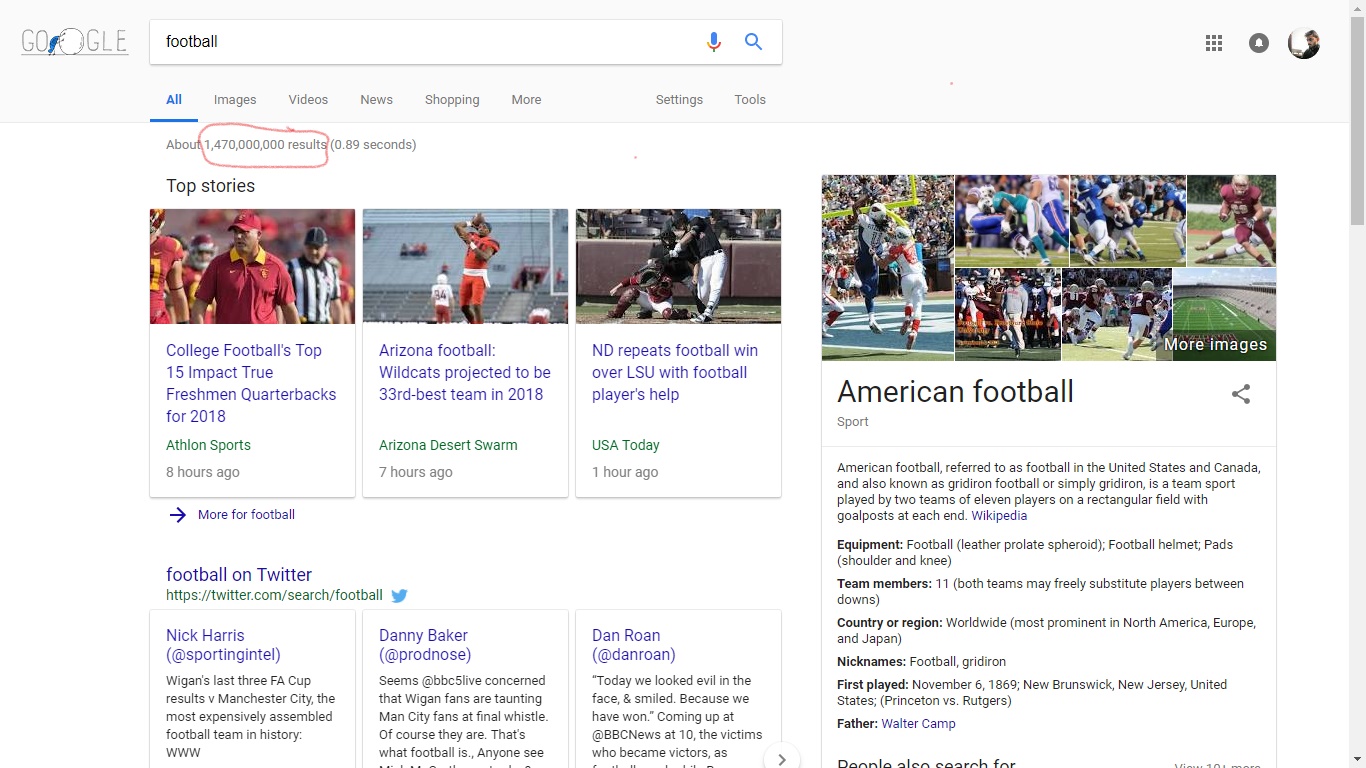 GOOGLE
football
All
Images
Videos
News
Shopping
More
Settings
Tools
About 1,470,000,000 results (0.89 seconds)
Top stories
College Football's Top
15 Impact True
Freshmen Quarterbacks
for 2018
Athlon Sports
8 hours ago
Arizona football:
Wildcats projected to be
33rd-best team in 2018
Arizona Desert Swarm
7 hours ago
ND repeats football win
over LSU with football
player's help
USA Today
1 hour ago
More for football
football on Twitter
https://twitter.com/search/football
Nick Harris
(@sportingintel)
Wigan's last three FA Cup
results v Manchester City, the
most expensively assembled
football team in history:
WWW
Danny Baker
(@prodnose)
Seems @bbc5live concerned
that Wigan fans are taunting
Man City fans at final whistle.
Of course they are. That's
what football is., Anyone see
Dan Roan
(@danroan)
“Today we looked evil in the
face, & smiled. Because we
have won.” Coming up at
@BBCNews at 10, the victims
who became victors, as
More images
American football
Sport
American football, referred to as football in the United States and Canada,
and also known as gridiron football or simply gridiron, is a team sport
played by two teams of eleven players on a rectangular field with
goalposts at each end. Wikipedia
Equipment: Football (leather prolate spheroid); Football helmet; Pads
(shoulder and knee)
Team members: 11 (both teams may freely substitute players between
downs)
Country or region: Worldwide (most prominent in North America, Europe,
and Japan)
Nicknames: Football, gridiron
First played: November 6, 1869; New Brunswick, New Jersey, United
States; (Princeton vs. Rutgers)
Father: Walter Camp
People also search for
View 10+ more